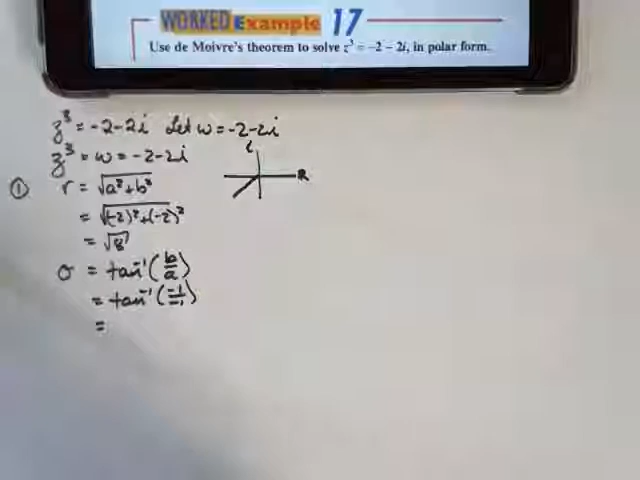 WORKED Example 17
Use de Moivre's theorem to solve z³ = -2 - 2i, in polar form.
z³ = -2-2i Let w = -2-2i
z³ = w = -2-2i
i
R
① r = √(a²+b²)
= √((-2)²+(-2)²)
= √8
θ = tan⁻¹(b/a)
= tan⁻¹(-1/-1)
=